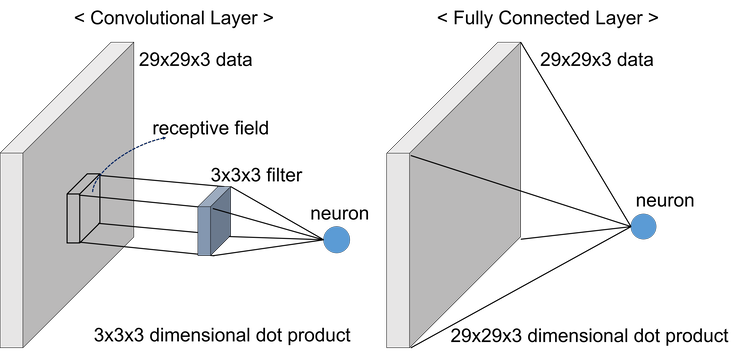 < Convolutional Layer >
29x29x3 data
receptive field
3x3x3 filter
neuron
3x3x3 dimensional dot product
< Fully Connected Layer >
29x29x3 data
neuron
29x29x3 dimensional dot product